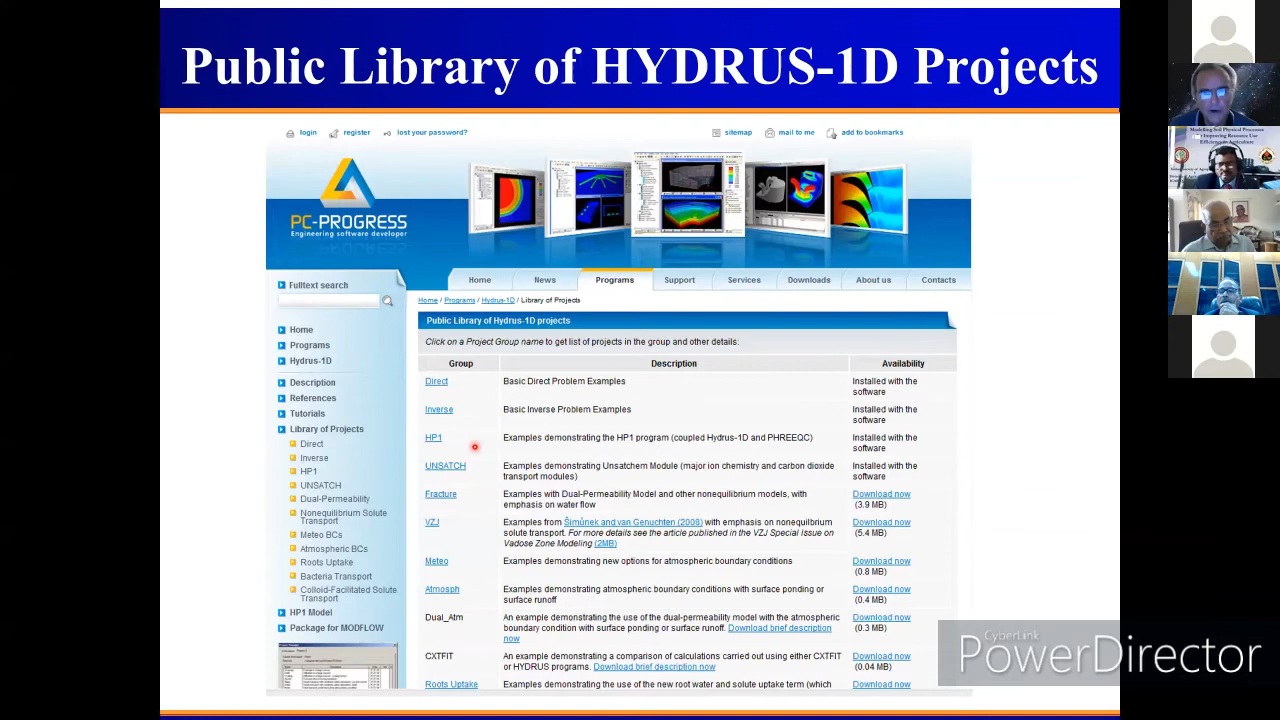 Public Library of HYDRUS-1D Projects
login register lost your password? sitemap mail to me add to bookmarks
PC-PROGRESS
Engineering software developer
Home News Programs Support Services Downloads About us Contacts
Fulltext search
Home / Programs / Hydrus-1D / Library of Projects
Public Library of Hydrus-1D projects
Click on a Project Group name to get list of projects in the group and other details:
Home
Programs
Hydrus-1D
Description
References
Tutorials
Library of Projects
Direct
Inverse
HP1
UNSATCH
Dual-Permeability
Nonequilibrium Solute
Transport
Meteo BCs
Atmospheric BCs
Roots Uptake
Bacteria Transport
Colloid-Facilitated Solute
Transport
HP1 Model
Package for MODFLOW
Group Description Availability
Direct Basic Direct Problem Examples Installed with the
software
Inverse Basic Inverse Problem Examples Installed with the
software
HP1 Examples demonstrating the HP1 program (coupled Hydrus-1D and PHREEQC) Installed with the
software
UNSATCH Examples demonstrating Unsatchem Module (major ion chemistry and carbon dioxide Installed with the
transport modules) software
Fracture Examples with Dual-Permeability Model and other nonequilibrium models, with Download now
emphasis on water flow (3.9 MB)
VZJ Examples from Šimůnek and van Genuchten (2008) with emphasis on nonequilbrium Download now
solute transport. For more details see the article published in the VZJ Special Issue on (5.4 MB)
Vadose Zone Modeling (2MB)
Meteo Examples demonstrating new options for atmospheric boundary conditions Download now
(0.8 MB)
Atmosph Examples demonstrating atmospheric boundary conditions with surface ponding or Download now
surface runoff (0.4 MB)
Dual_Atm An example demonstrating the use of the dual-permeability model with the atmospheric Download now
boundary condition with surface ponding or surface runoff. Download brief description (0.3 MB)
now
CXTFIT An example demonstrating a comparison of calculations carried out using either CXTFIT Download now
or HYDRUS programs. Download brief description now (0.04 MB)
Roots Uptake Examples demonstrating the use of the new root water and solute uptake term (which Download now
Modelling Soil Physical Processes
Improving Resource Use
Efficiency in Agriculture
CyberLink
PowerDirector